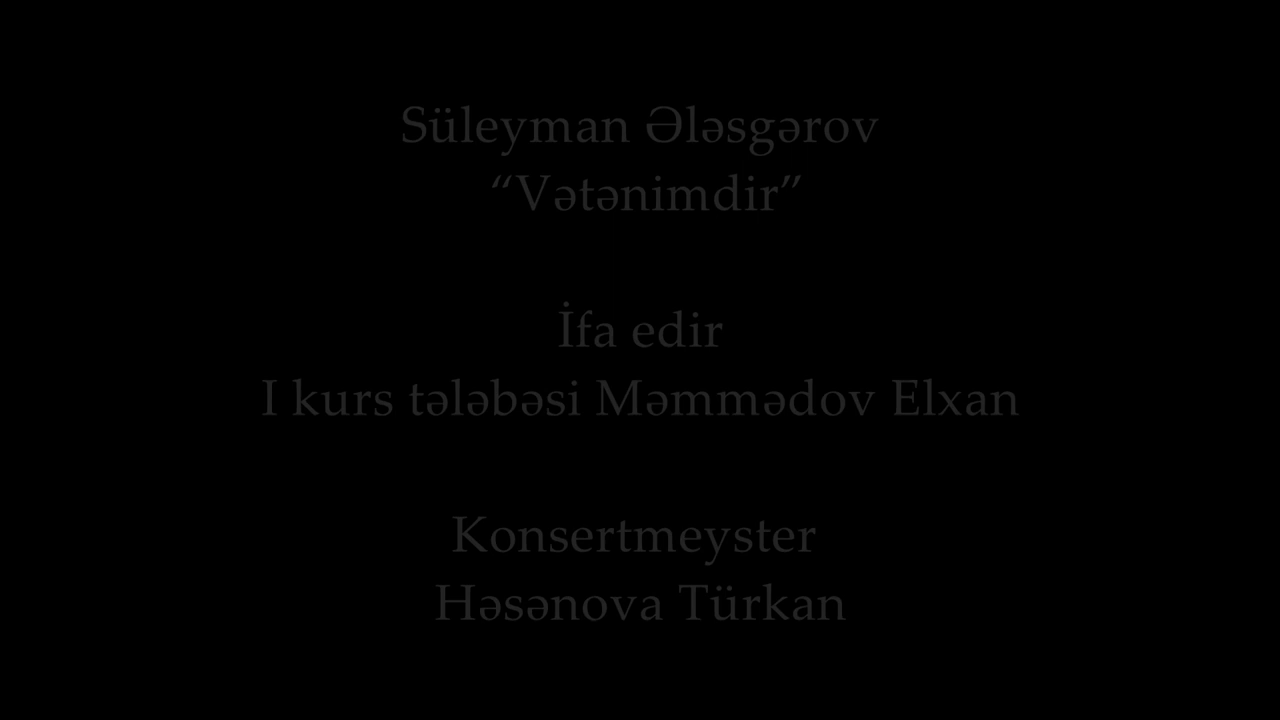 Süleyman Ələsgərov
“Vətənimdir”
İfa edir
I kurs tələbəsi Məmmədov Elxan
Konsertmeyster
Həsənova Türkan